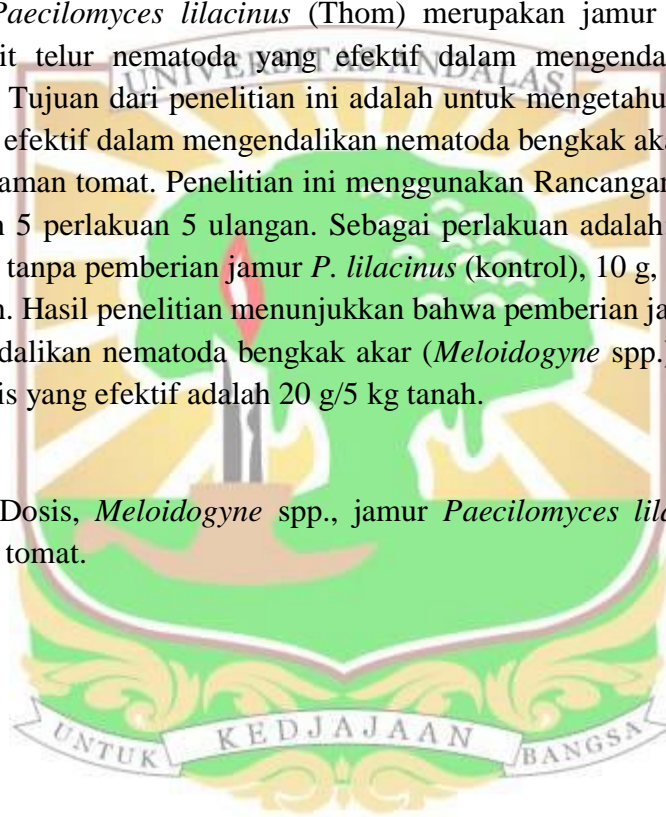 Paecilomyces lilacinus (Thom) merupakan jamur
it telur nematoda yang efektif dalam mengenda
UNIVERSITAS ANDALAS
Tujuan dari penelitian ini adalah untuk mengetahu
efektif dalam mengendalikan nematoda bengkak aka
aman tomat. Penelitian ini menggunakan Rancangan
5 perlakuan 5 ulangan. Sebagai perlakuan adalah
tanpa pemberian jamur P. lilacinus (kontrol), 10 g,
n. Hasil penelitian menunjukkan bahwa pemberian ja
dalikan nematoda bengkak akar (Meloidogyne spp.)
is yang efektif adalah 20 g/5 kg tanah.
Dosis, Meloidogyne spp., jamur Paecilomyces lila
tomat.
UNTUK KEDJAJAAN BANGSA